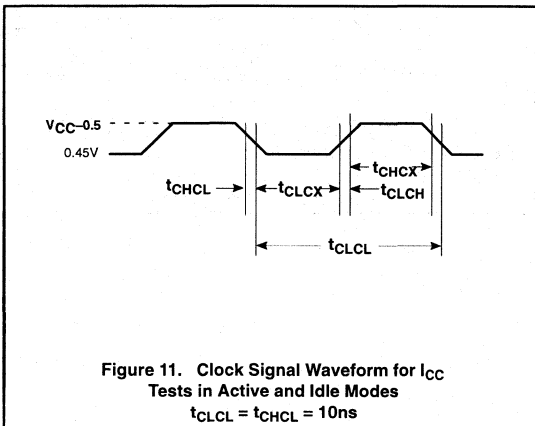 VCC–0.5
0.45V
tCHCX
tCHCL
tCLCX
tCLCH
tCLCL
Figure 11. Clock Signal Waveform for ICC
Tests in Active and Idle Modes
tCLCL = tCHCL = 10ns